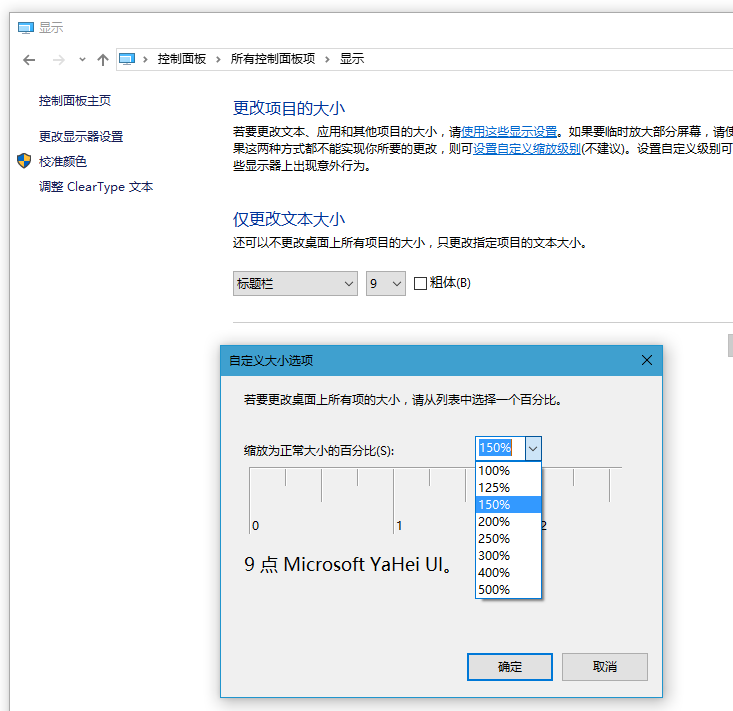 显示
控制面板 › 所有控制面板项 › 显示
控制面板主页
更改显示器设置
校准颜色
调整 ClearType 文本
更改项目的大小
若要更改文本、应用和其他项目的大小，请使用这些显示设置。如果要临时放大部分屏幕，请使
果这两种方式都不能实现你所要的更改，则可设置自定义缩放级别(不建议)。设置自定义级别可
些显示器上出现意外行为。
仅更改文本大小
还可以不更改桌面上所有项目的大小，只更改指定项目的文本大小。
标题栏 9 粗体(B)
自定义大小选项
若要更改桌面上所有项的大小，请从列表中选择一个百分比。
缩放为正常大小的百分比(S): 150%
100%
125%
150%
200%
250%
300%
400%
500%
0 1 2
9 点 Microsoft YaHei UI。
确定 取消